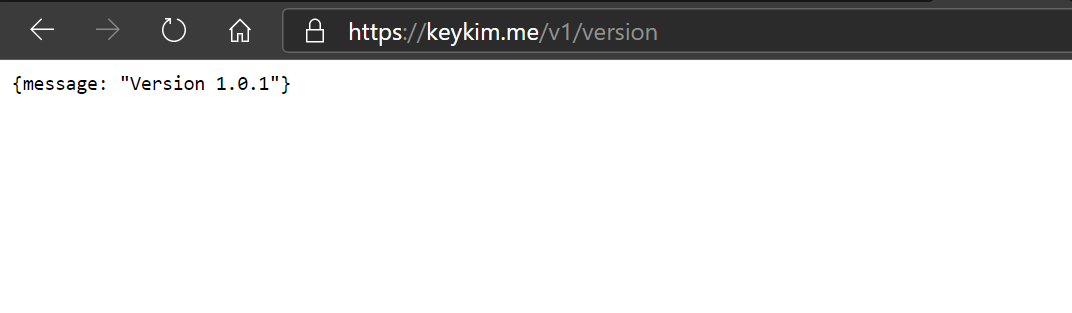 https://keykim.me/v1/version
{message: "Version 1.0.1"}